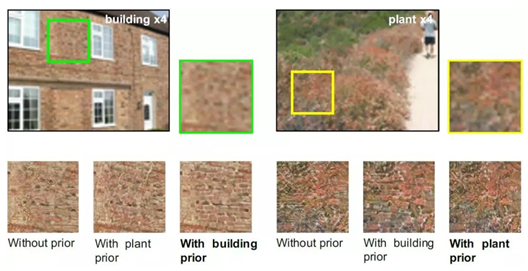 building x4
plant x4
Without prior
With plant
prior
With building
prior
Without prior
With building
prior
With plant
prior